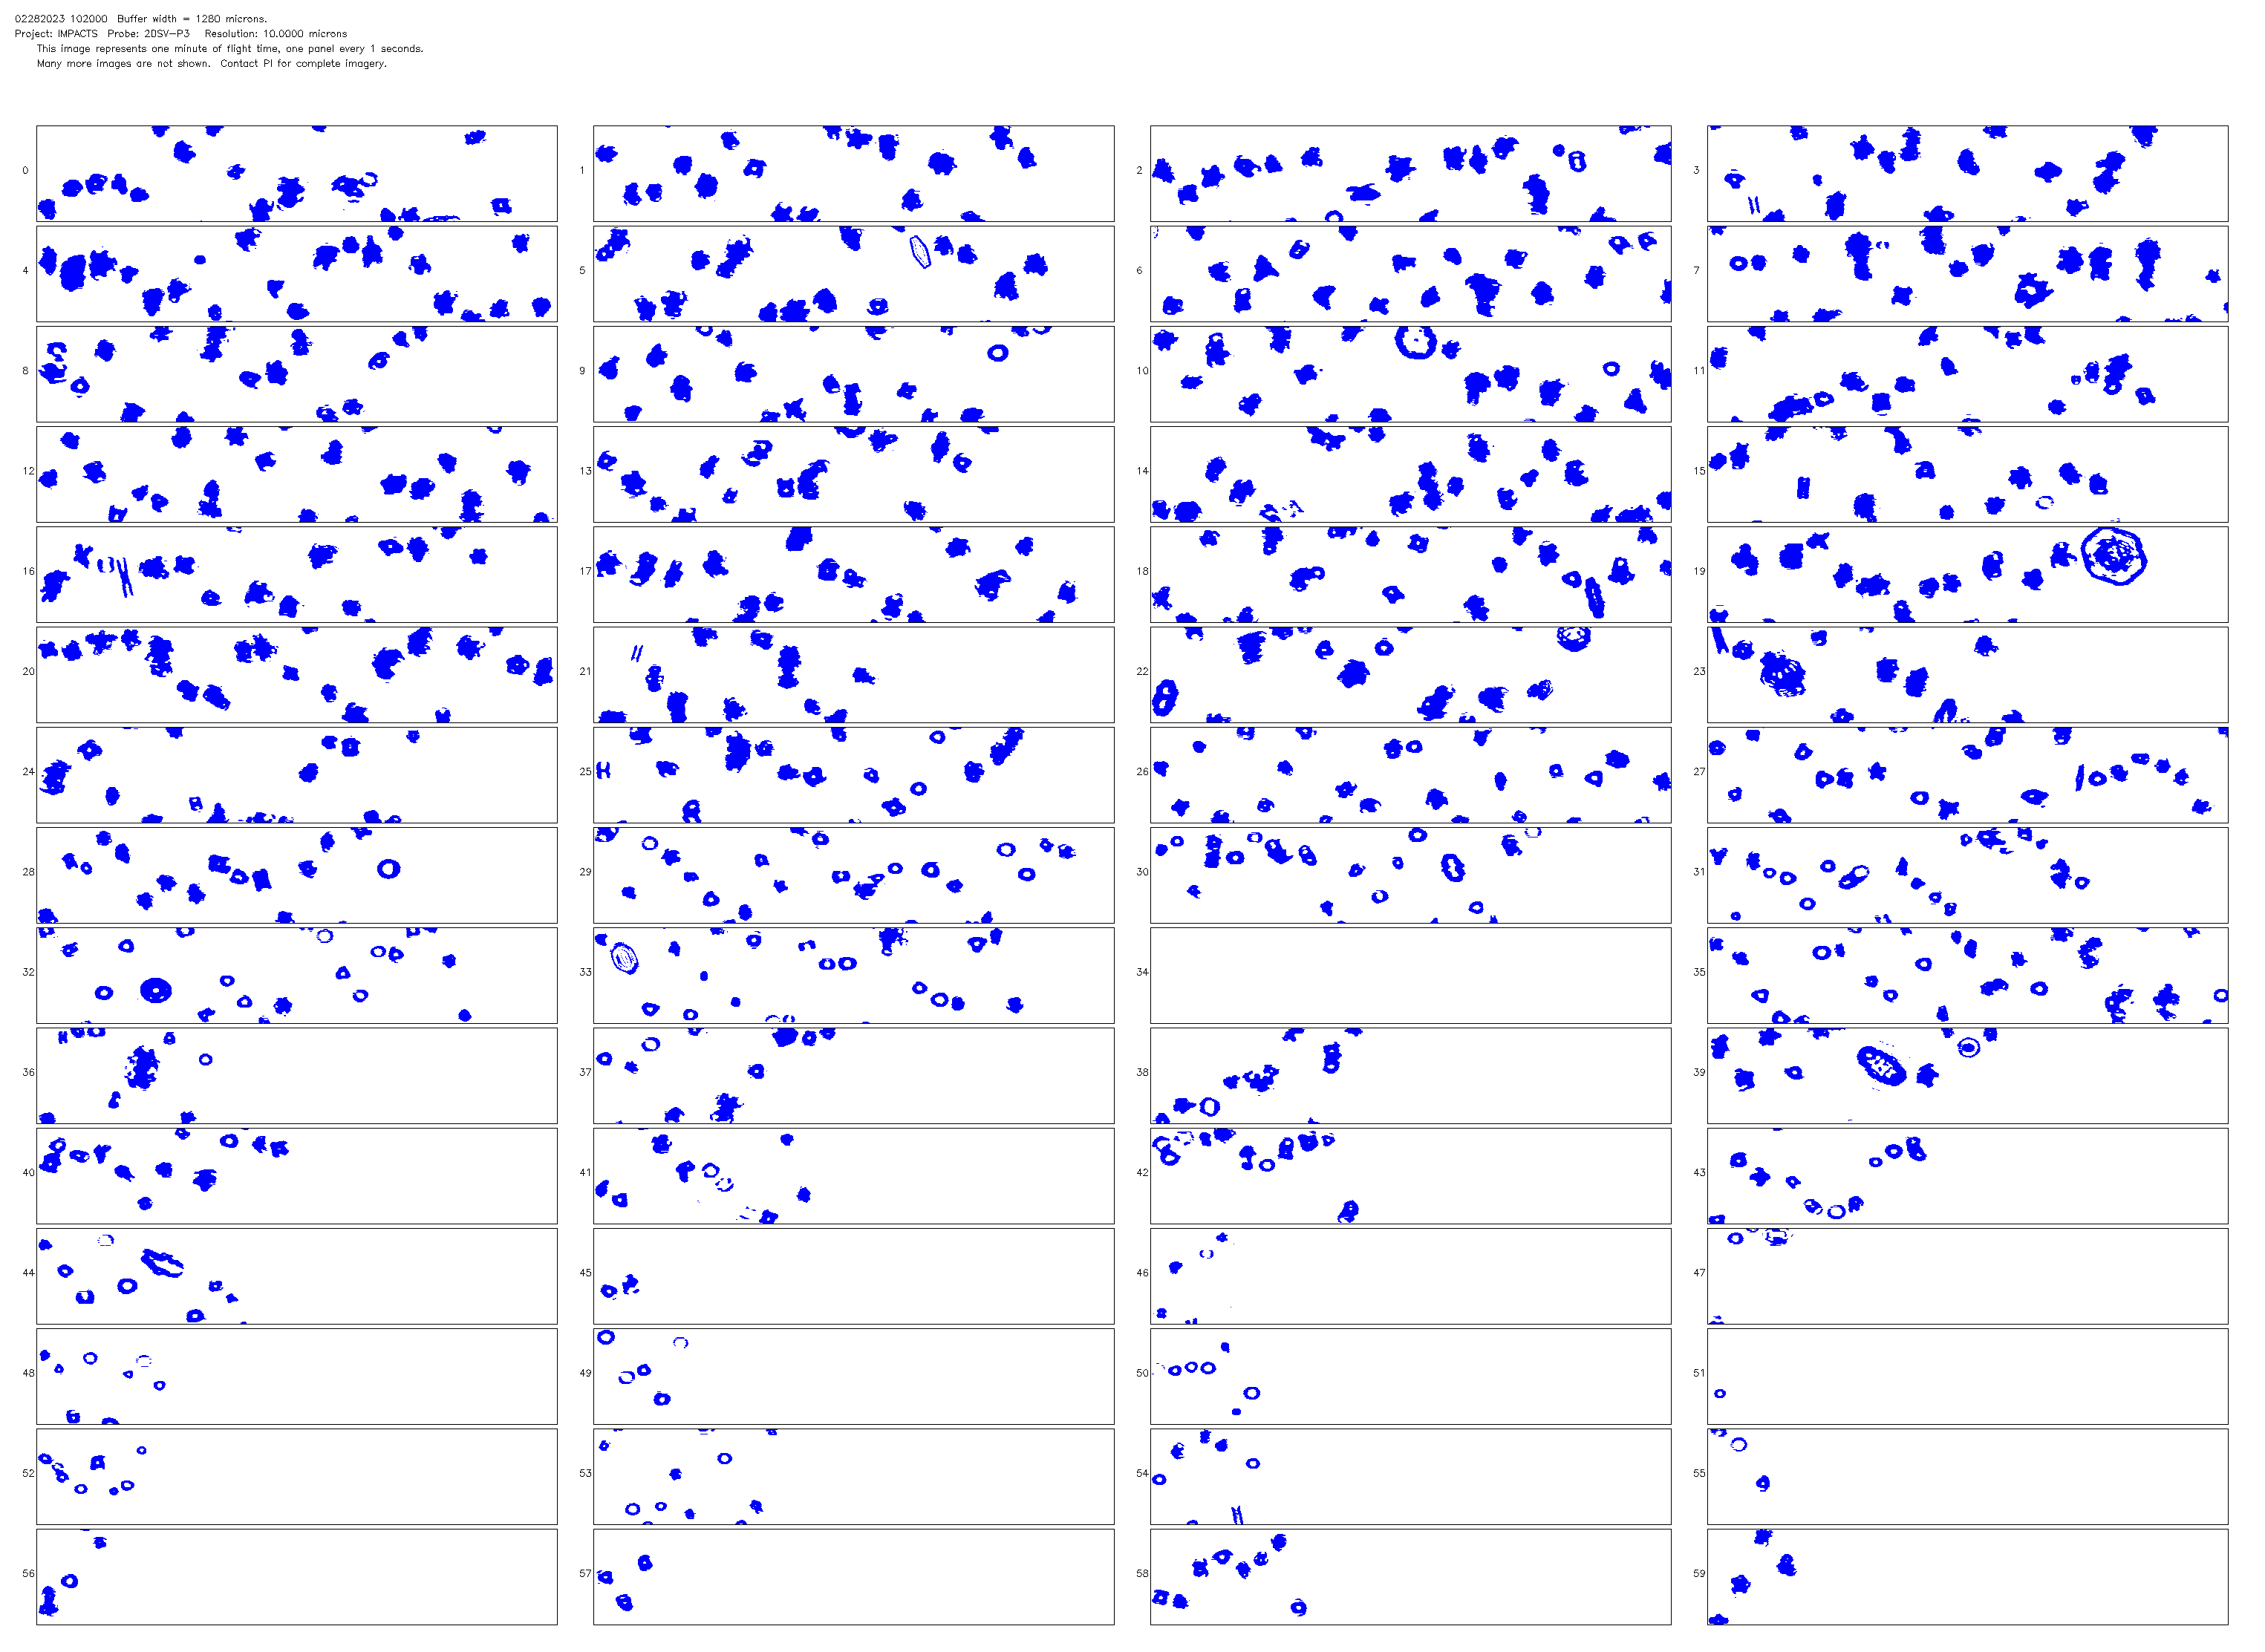 02282023 102000  Buffer width = 1280 microns.
Project: IMPACTS  Probe: 2DSV-P3    Resolution: 10.0000 microns
This image represents one minute of flight time, one panel every 1 seconds.
Many more images are not shown.  Contact PI for complete imagery.
0 1 2 3
4 5 6 7
8 9 10 11
12 13 14 15
16 17 18 19
20 21 22 23
24 25 26 27
28 29 30 31
32 33 34 35
36 37 38 39
40 41 42 43
44 45 46 47
48 49 50 51
52 53 54 55
56 57 58 59